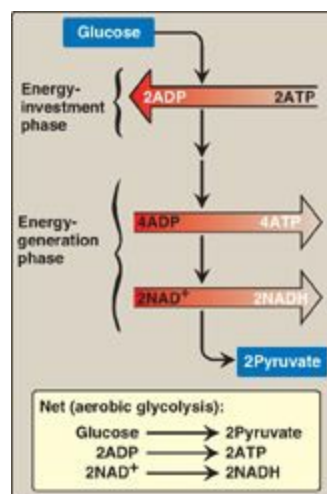 Glucose
Energy-
investment
phase
2ADP 2ATP
Energy-
generation
phase
4ADP 4ATP
2NAD⁺ 2NADH
2Pyruvate
Net (aerobic glycolysis):
Glucose → 2Pyruvate
2ADP → 2ATP
2NAD⁺ → 2NADH